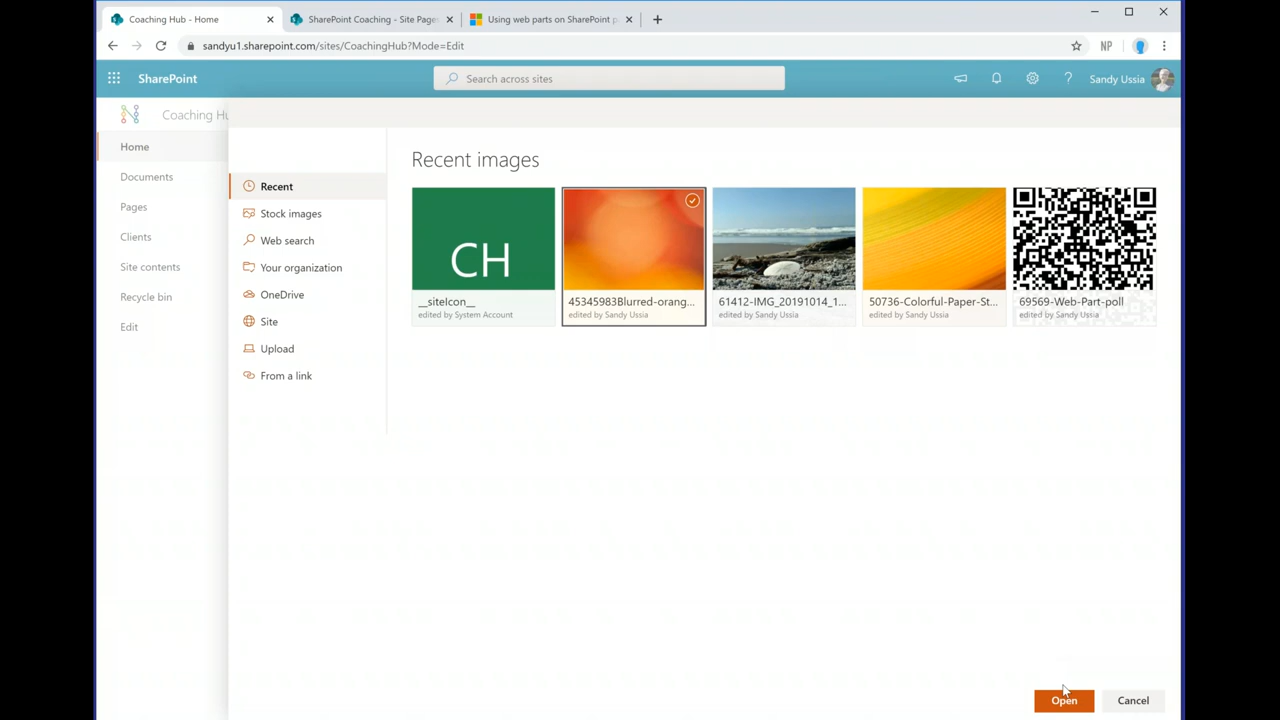 Coaching Hub - Home
SharePoint Coaching - Site Pages
Using web parts on SharePoint p
sandyu1.sharepoint.com/sites/CoachingHub?Mode=Edit
NP
SharePoint
Search across sites
Sandy Ussia
Coaching Hu
Home
Documents
Pages
Clients
Site contents
Recycle bin
Edit
Recent
Stock images
Web search
Your organization
OneDrive
Site
Upload
From a link
Recent images
CH
__siteIcon__
edited by System Account
45345983Blurred-orang...
edited by Sandy Ussia
61412-IMG_20191014_1...
edited by Sandy Ussia
50736-Colorful-Paper-St...
edited by Sandy Ussia
69569-Web-Part-poll
edited by Sandy Ussia
Open
Cancel